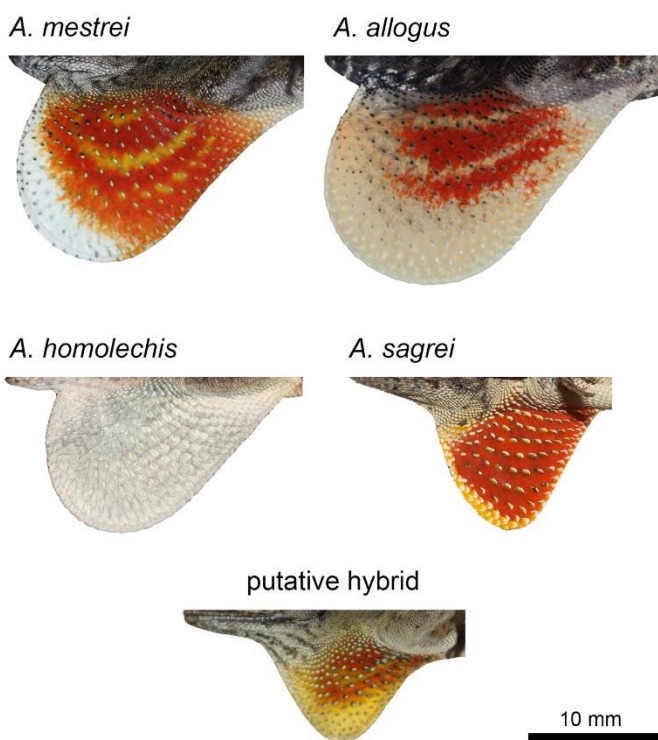 A. mestrei
A. allogus
A. homolechis
A. sagrei
putative hybrid
10 mm